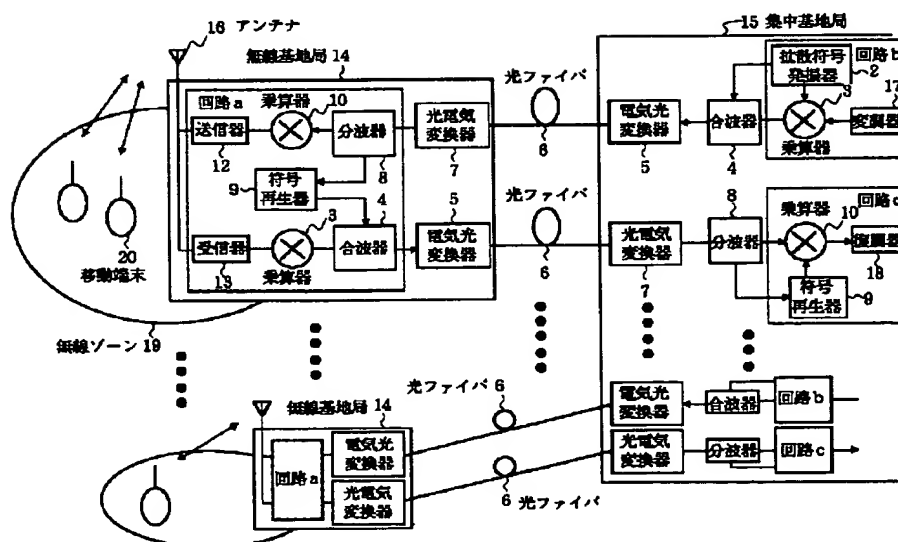 16 アンテナ
無線基地局 14
15 集中基地局
回路a
乗算器
10
送信器
12
分波器
8
光電気
変換器
7
光ファイバ
6
電気光
変換器
5
合波器
4
拡散符号
発振器
2
回路b
3
乗算器
変調器
17
9
符号
再生器
3
4
5
受信器
13
乗算器
合波器
電気光
変換器
光ファイバ
6
光電気
変換器
7
8
分波器
乗算器
10
回路c
復調器
18
符号
再生器
9
20
移動端末
無線ゾーン 19
無線基地局 14
回路a
電気光
変換器
光電気
変換器
光ファイバ 6
6 光ファイバ
電気光
変換器
合波器
回路b
光電気
変換器
分波器
回路c